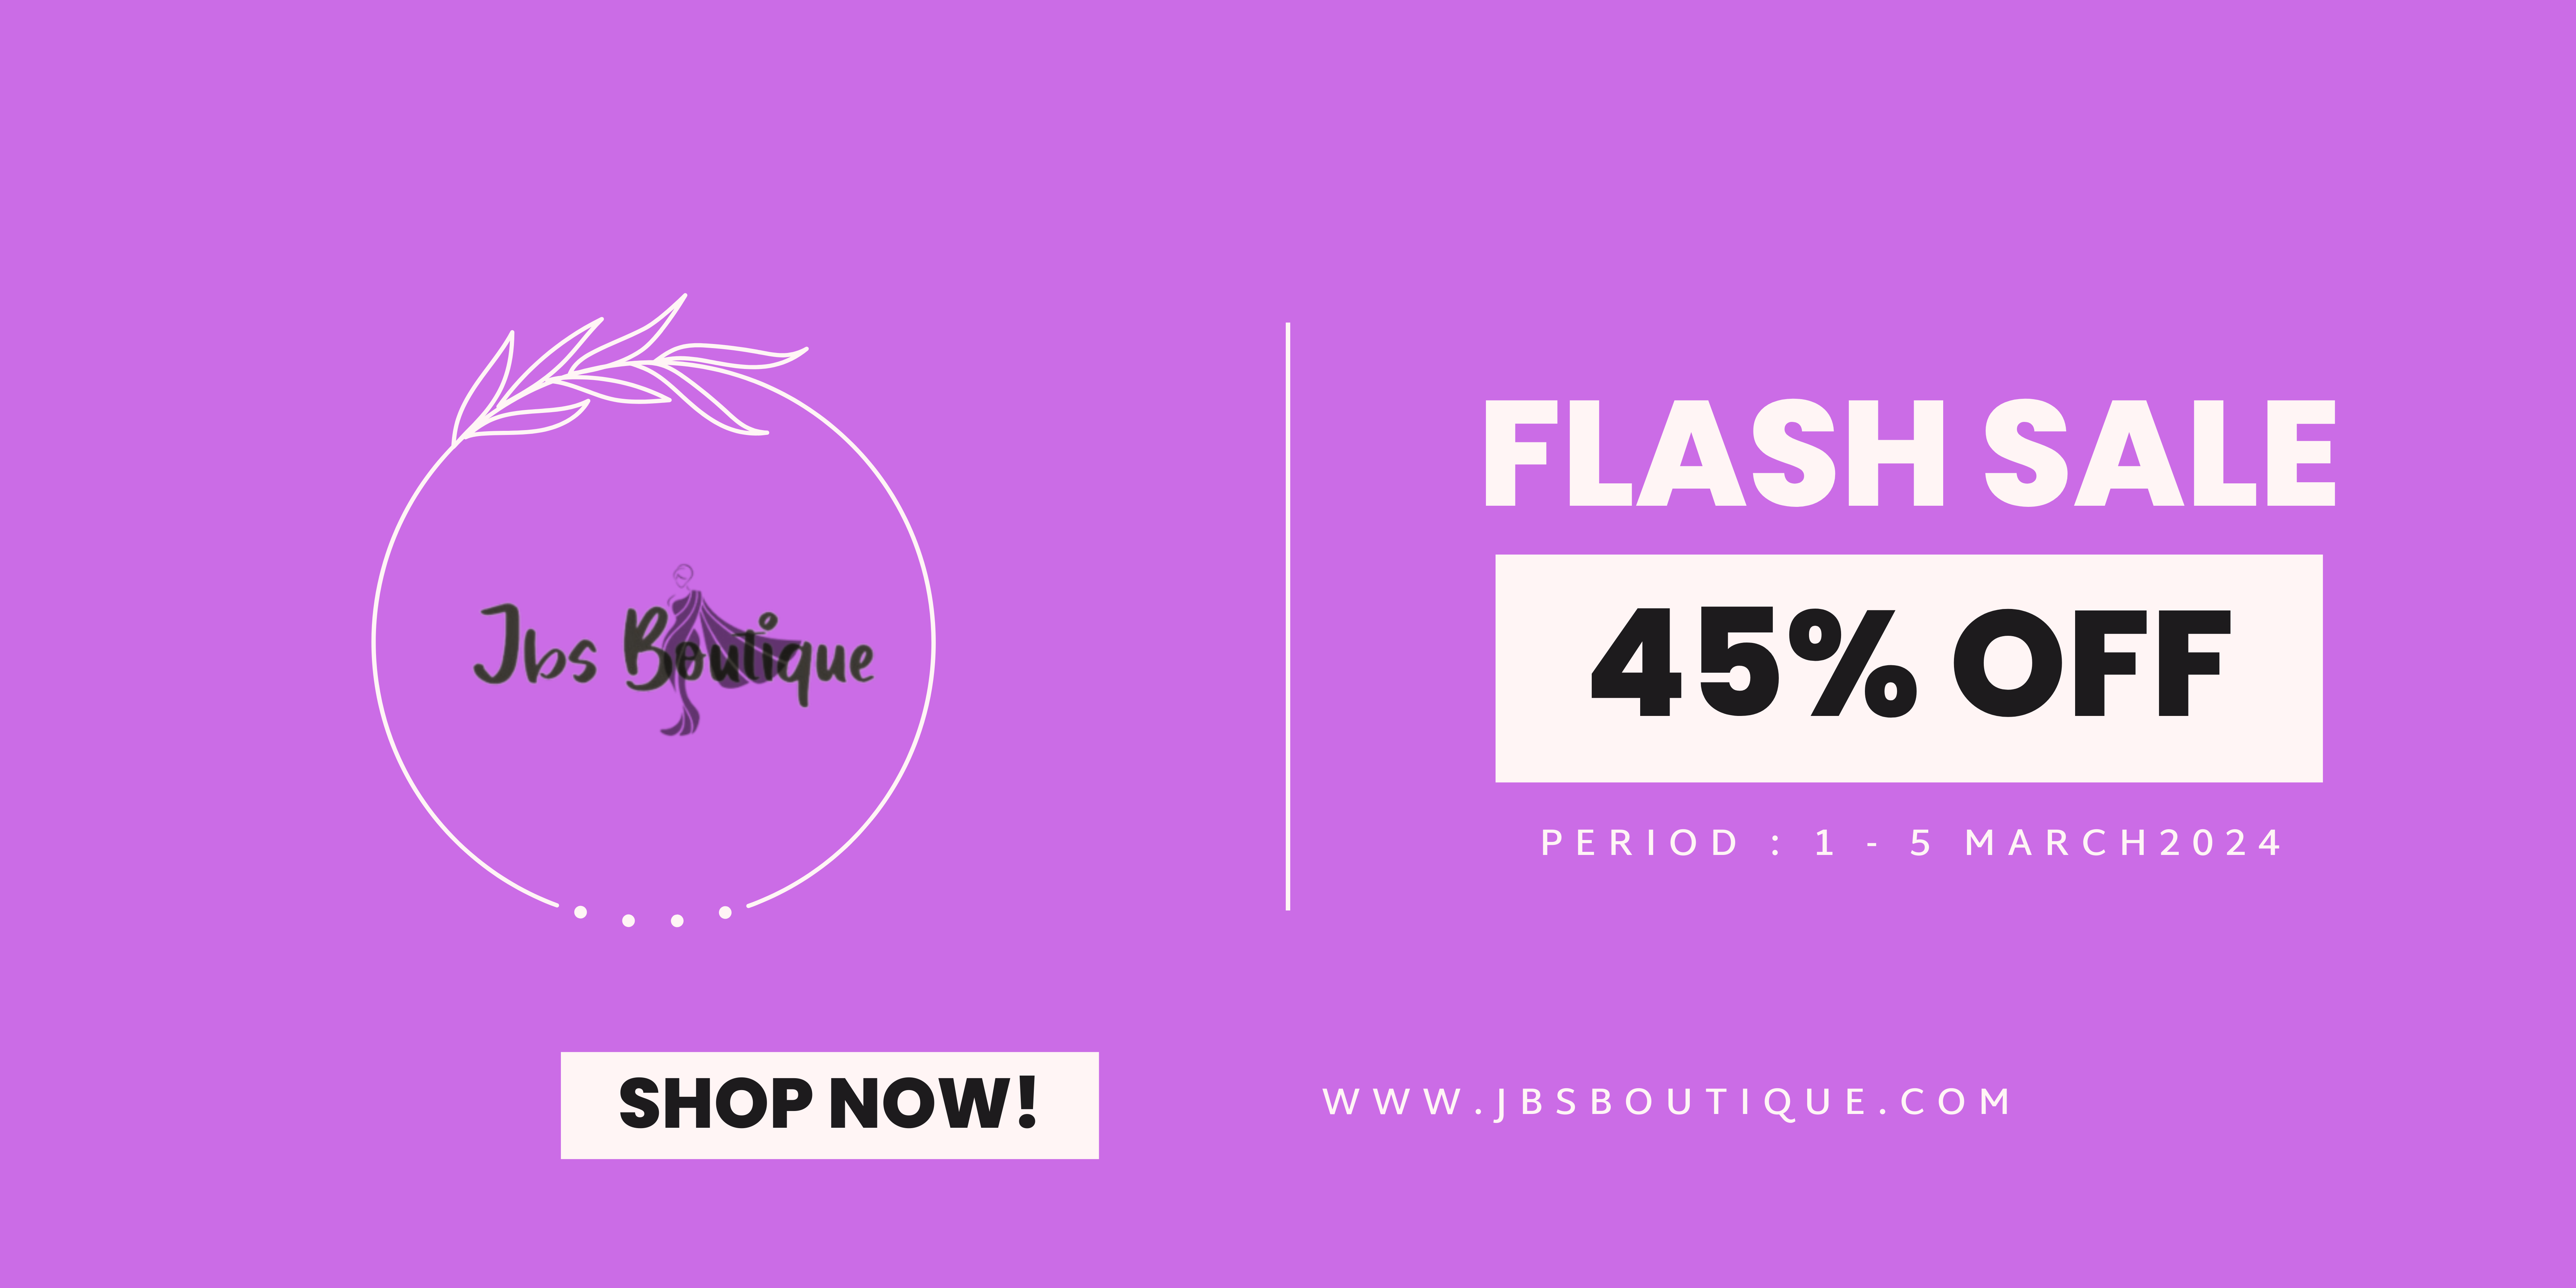 Jbs Boutique
FLASH SALE
45% OFF
PERIOD : 1 - 5 MARCH2024
SHOP NOW!
WWW.JBSBOUTIQUE.COM